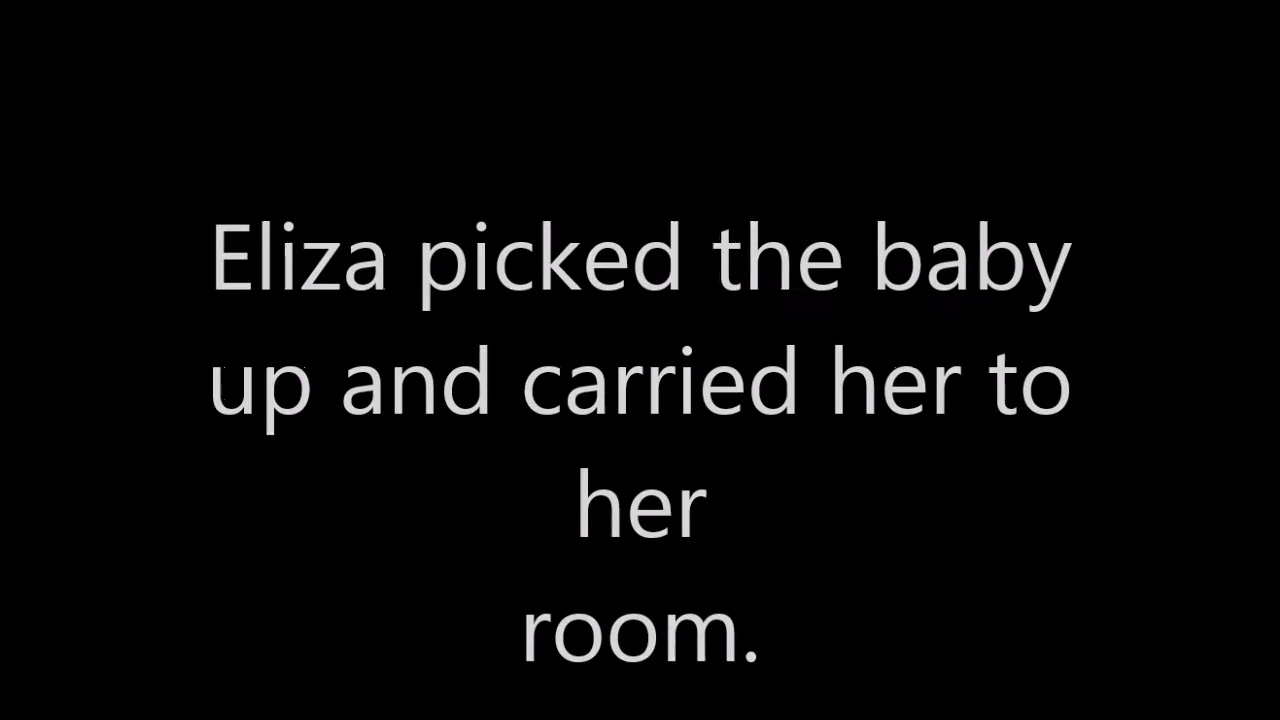 Eliza picked the baby
up and carried her to
her
room.